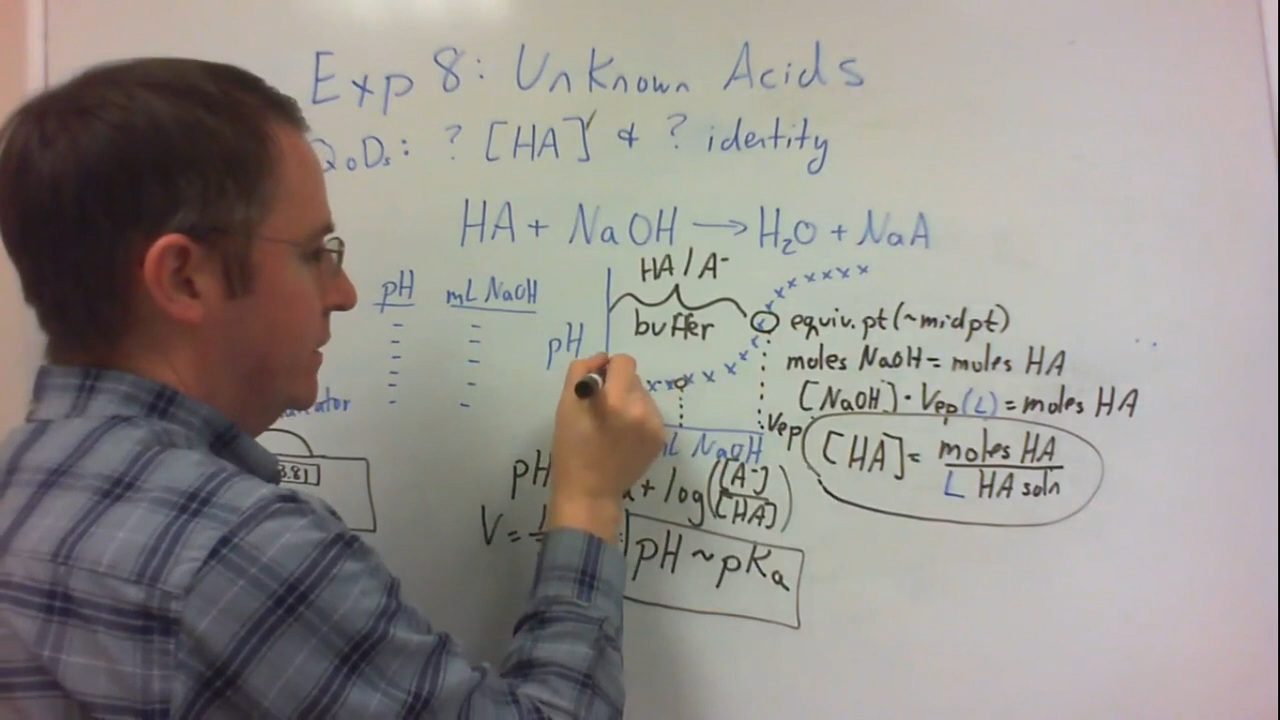 Exp 8: Unknown Acids
QoDs: ? [HA]✓ & ? identity
HA + NaOH → H₂O + NaA
HA / A⁻
pH mL NaOH
buffer
equiv. pt (~midpt)
pH
moles NaOH = moles HA
[NaOH] · Vep (L) = moles HA
Vep
mL NaOH
[HA] = moles HA / L HA soln
3.81
pH + log([A⁻]/[HA])
V =
pH ~ pKa